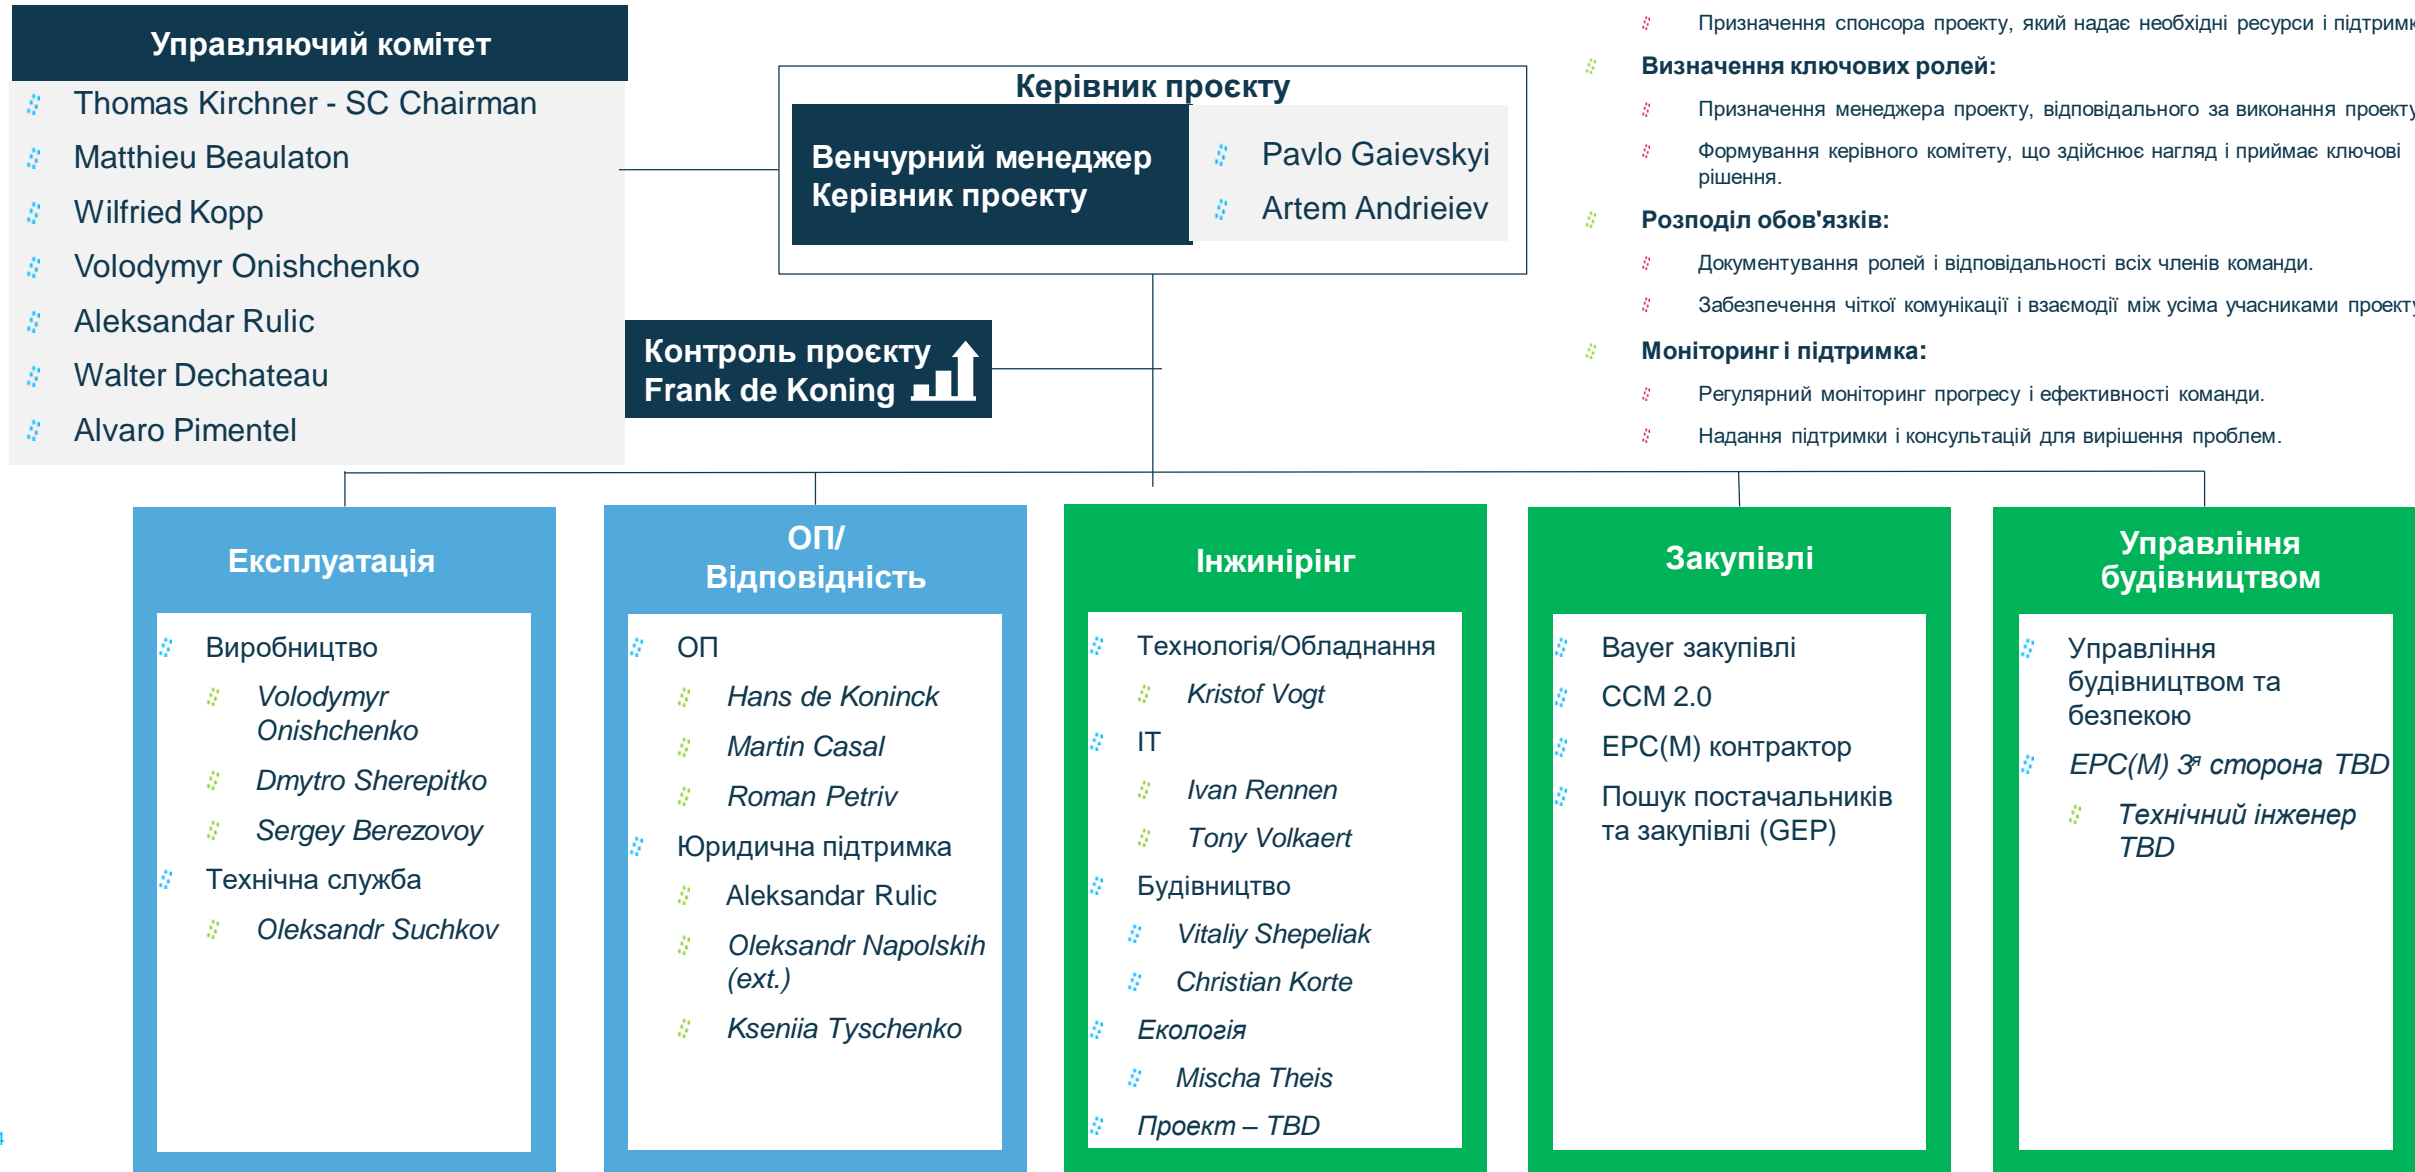 Управляючий комітет
Thomas Kirchner - SC Chairman
Matthieu Beaulaton
Wilfried Kopp
Volodymyr Onishchenko
Aleksandar Rulic
Walter Dechateau
Alvaro Pimentel
Керівник проєкту
Венчурний менеджер
Керівник проекту
Pavlo Gaievskyi
Artem Andrieiev
Контроль проєкту
Frank de Koning
Призначення спонсора проекту, який надає необхідні ресурси і підтримк
Визначення ключових ролей:
Призначення менеджера проекту, відповідального за виконання проекту
Формування керівного комітету, що здійснює нагляд і приймає ключові
рішення.
Розподіл обов'язків:
Документування ролей і відповідальності всіх членів команди.
Забезпечення чіткої комунікації і взаємодії між усіма учасниками проекту
Моніторинг і підтримка:
Регулярний моніторинг прогресу і ефективності команди.
Надання підтримки і консультацій для вирішення проблем.
Експлуатація
Виробництво
Volodymyr
Onishchenko
Dmytro Sherepitko
Sergey Berezovoy
Технічна служба
Oleksandr Suchkov
ОП/
Відповідність
ОП
Hans de Koninck
Martin Casal
Roman Petriv
Юридична підтримка
Aleksandar Rulic
Oleksandr Napolskih
(ext.)
Kseniia Tyschenko
Інжинірінг
Технологія/Обладнання
Kristof Vogt
IT
Ivan Rennen
Tony Volkaert
Будівництво
Vitaliy Shepeliak
Christian Korte
Екологія
Mischa Theis
Проект – TBD
Закупівлі
Bayer закупівлі
CCM 2.0
EPC(M) контрактор
Пошук постачальників
та закупівлі (GEP)
Управління
будівництвом
Управління
будівництвом та
безпекою
EPC(M) 3я сторона TBD
Технічний інженер
TBD
4